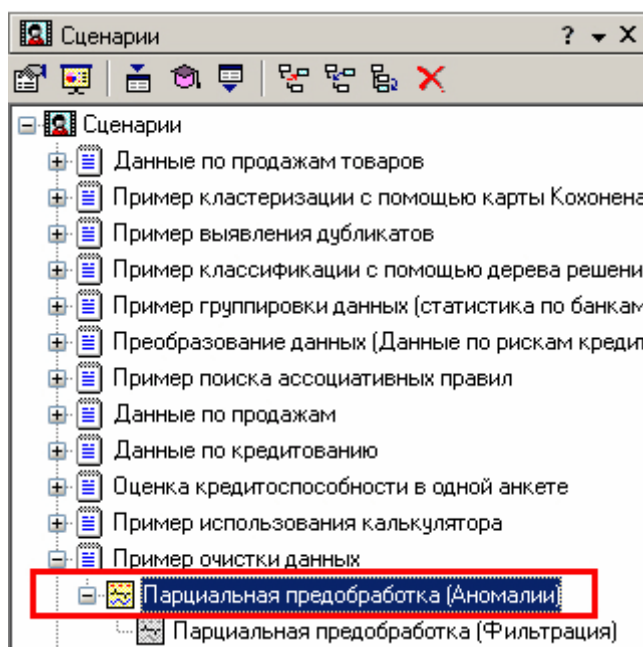 Сценарии ?
Сценарии
Данные по продажам товаров
Пример кластеризации с помощью карты Кохонена
Пример выявления дубликатов
Пример классификации с помощью дерева решени
Пример группировки данных (статистика по банкам
Преобразование данных (Данные по рискам кредит
Пример поиска ассоциативных правил
Данные по продажам
Данные по кредитованию
Оценка кредитоспособности в одной анкете
Пример использования калькулятора
Пример очистки данных
Парциальная предобработка (Аномалии)
Парциальная предобработка (Фильтрация)